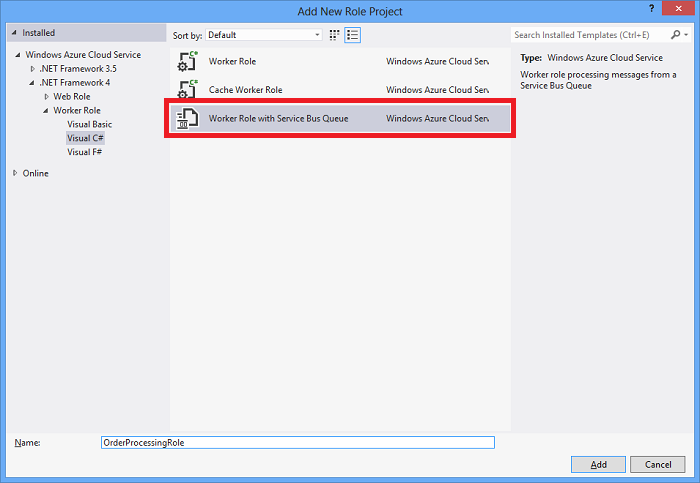 Add New Role Project
?
Installed
Sort by: Default
Search Installed Templates (Ctrl+E)
Windows Azure Cloud Service
.NET Framework 3.5
.NET Framework 4
Web Role
Worker Role
Visual Basic
Visual C#
Visual F#
Online
Worker Role Windows Azure Cloud Serv
Cache Worker Role Windows Azure Cloud Serv
Worker Role with Service Bus Queue Windows Azure Cloud Serv
Type: Windows Azure Cloud Service
Worker role processing messages from a
Service Bus Queue
Name: OrderProcessingRole
Add Cancel